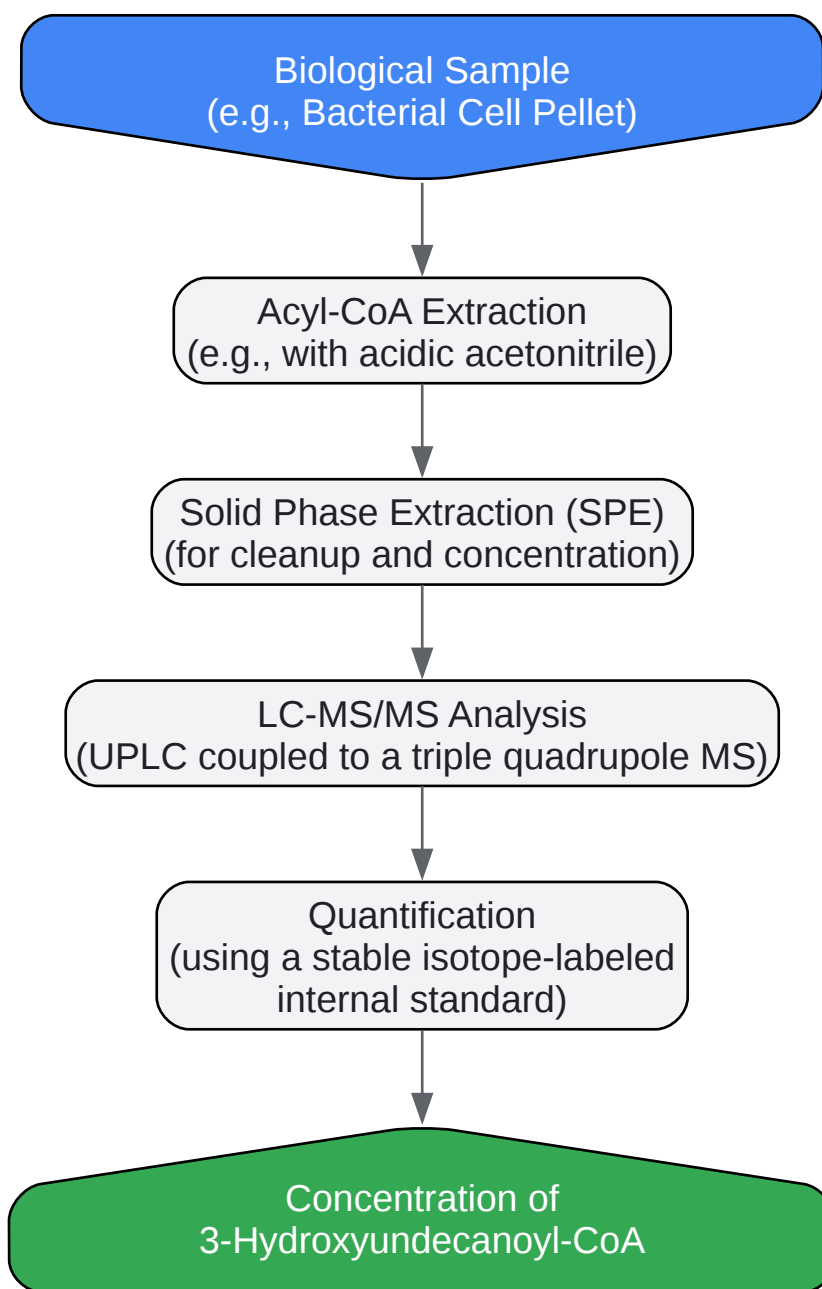 Biological Sample
(e.g., Bacterial Cell Pellet)
Acyl-CoA Extraction
(e.g., with acidic acetonitrile)
Solid Phase Extraction (SPE)
(for cleanup and concentration)
LC-MS/MS Analysis
(UPLC coupled to a triple quadrupole MS)
Quantification
(using a stable isotope-labeled
internal standard)
Concentration of
3-Hydroxyundecanoyl-CoA